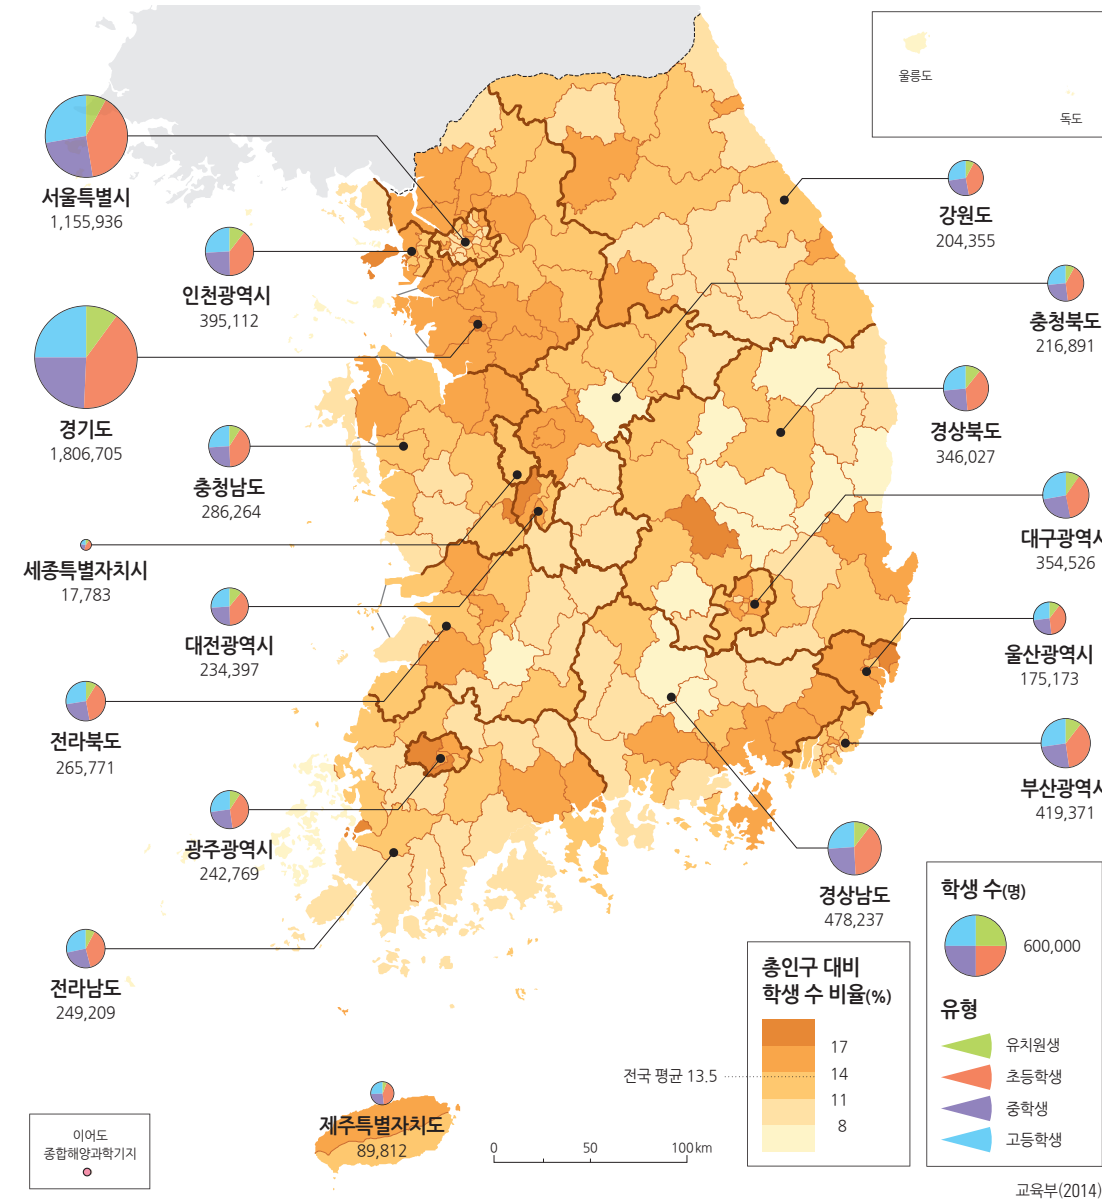 울릉도
독도
서울특별시
1,155,936
강원도
204,355
인천광역시
395,112
충청북도
216,891
경기도
1,806,705
경상북도
346,027
충청남도
286,264
대구광역시
354,526
세종특별자치시
17,783
대전광역시
234,397
울산광역시
175,173
전라북도
265,771
부산광역시
419,371
광주광역시
242,769
경상남도
478,237
전라남도
249,209
제주특별자치도
89,812
학생 수(명)
600,000
유형
유치원생
초등학생
중학생
고등학생
총인구 대비
학생 수 비율(%)
17
14
11
8
전국 평균 13.5
0 50 100km
이어도
종합해양과학기지
교육부(2014)